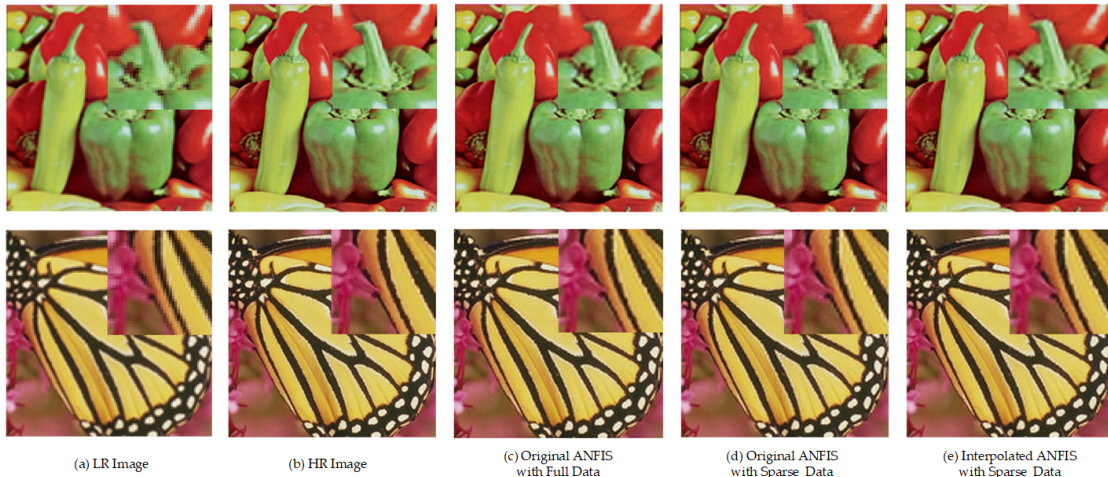 (a) LR Image
(b) HR Image
(c) Original ANFIS
with Full Data
(d) Original ANFIS
with Sparse Data
(e) Interpolated ANFIS
with Sparse Data